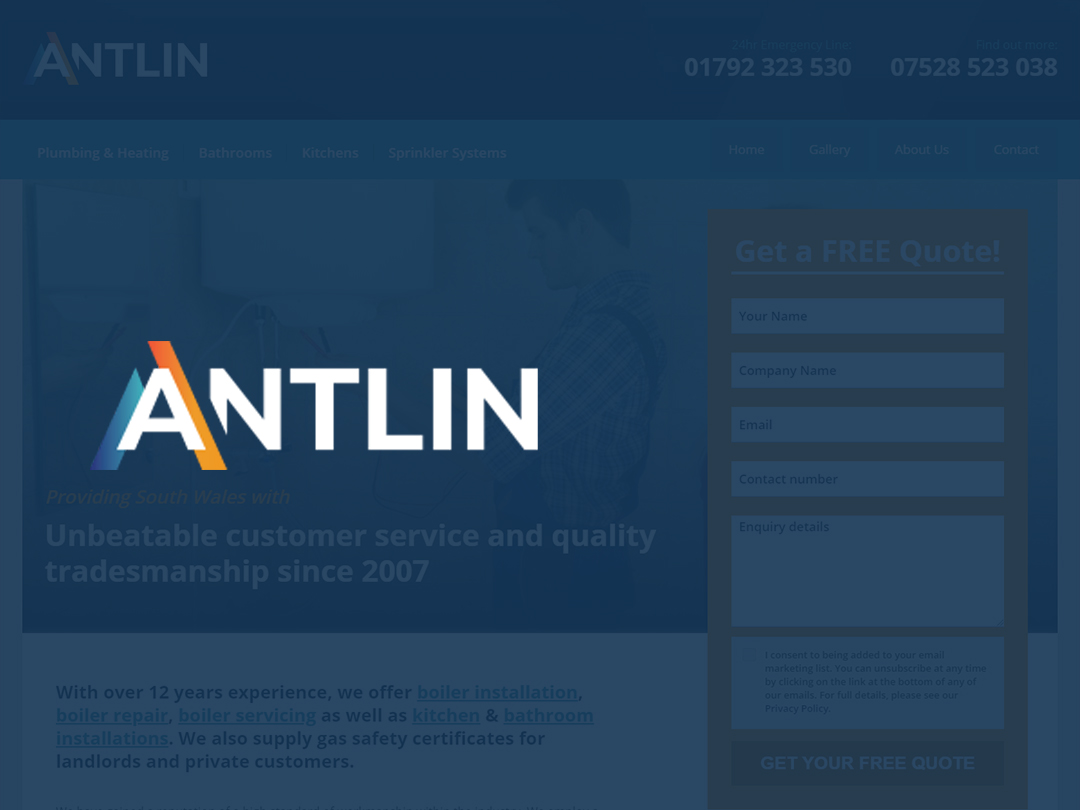 ANTLIN
24hr Emergency Line
01792 323 530
Find out more
07528 523 038
Plumbing & Heating
Bathrooms
Kitchens
Sprinkler Systems
Home
Gallery
About Us
Contact
ANTLIN
Providing South Wales with
Unbeatable customer service and quality
tradesmanship since 2007
Get a FREE Quote!
Your Name
Company Name
Email
Contact number
Enquiry details
I consent to being added to your email
marketing list. You can unsubscribe at any time
by clicking on the link at the bottom of any of
our emails. For full details, please see our
Privacy Policy.
GET YOUR FREE QUOTE
With over 12 years experience, we offer boiler installation,
boiler repair, boiler servicing as well as kitchen & bathroom
installations. We also supply gas safety certificates for
landlords and private customers.